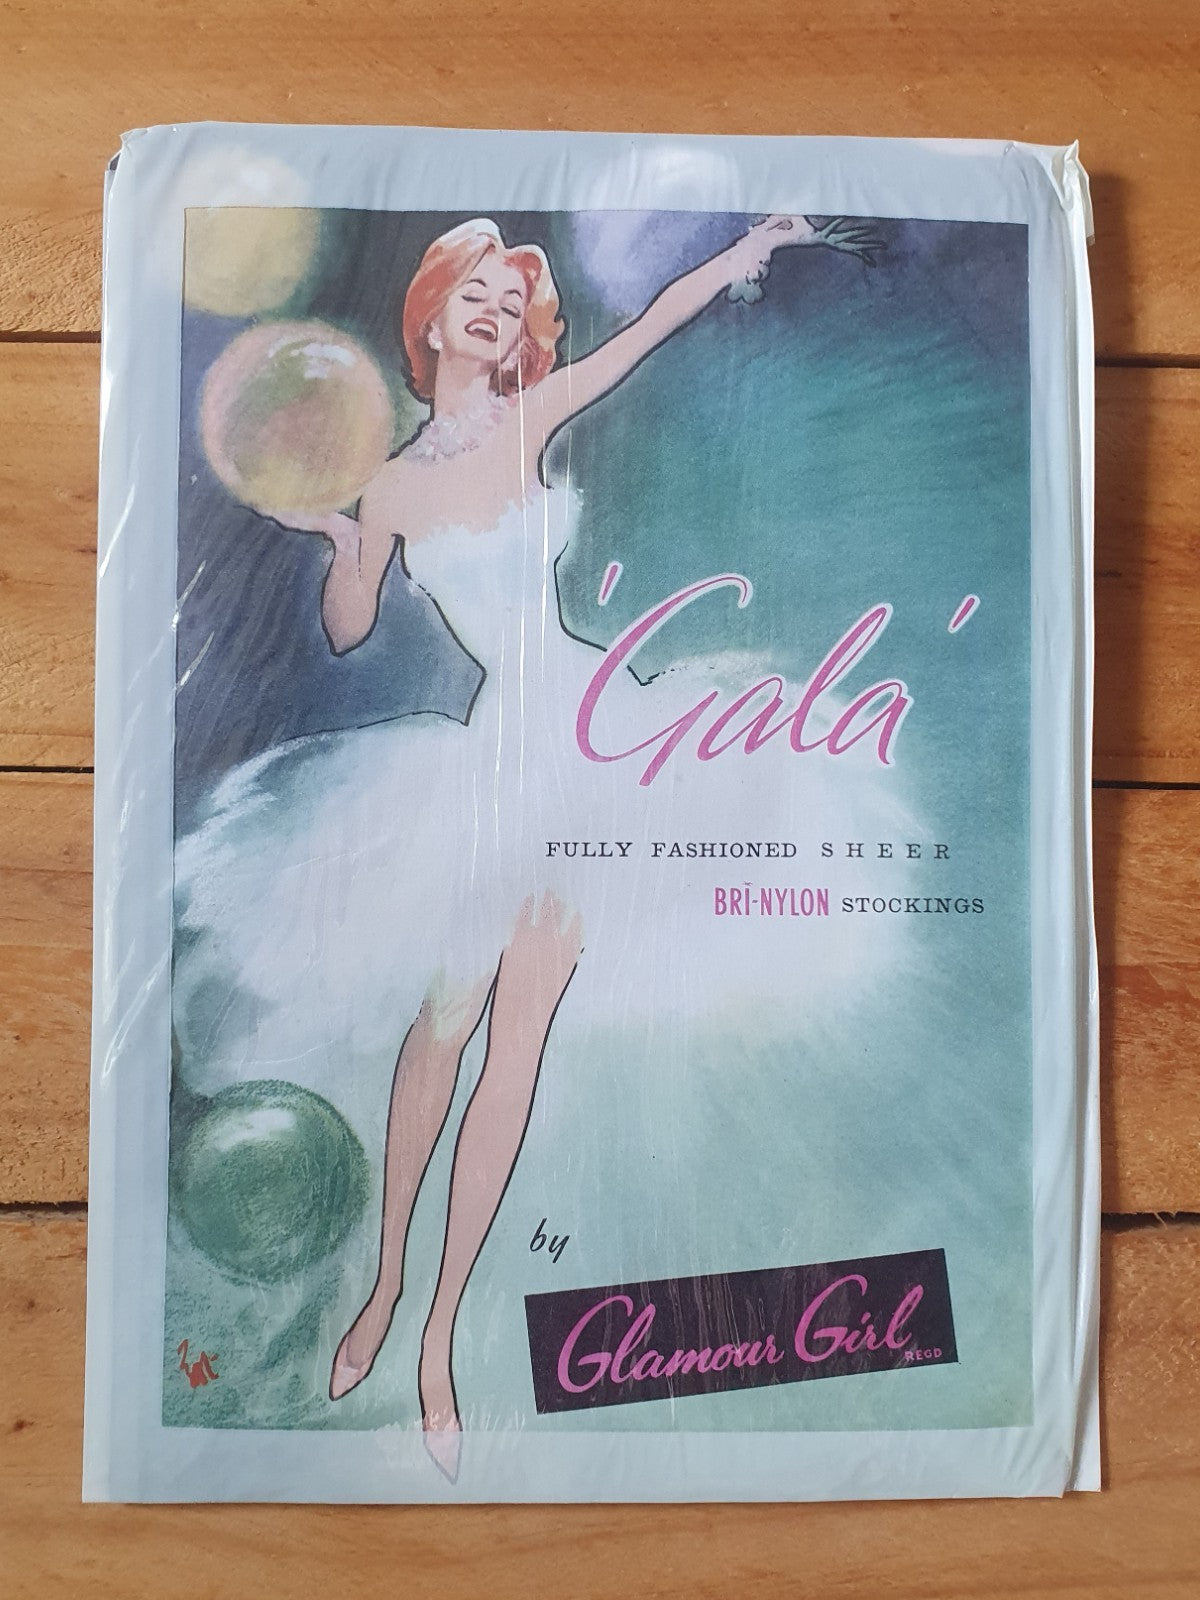 'Gala'
FULLY FASHIONED SHEER
BRI-NYLON STOCKINGS
by
Glamour Girl
REGD